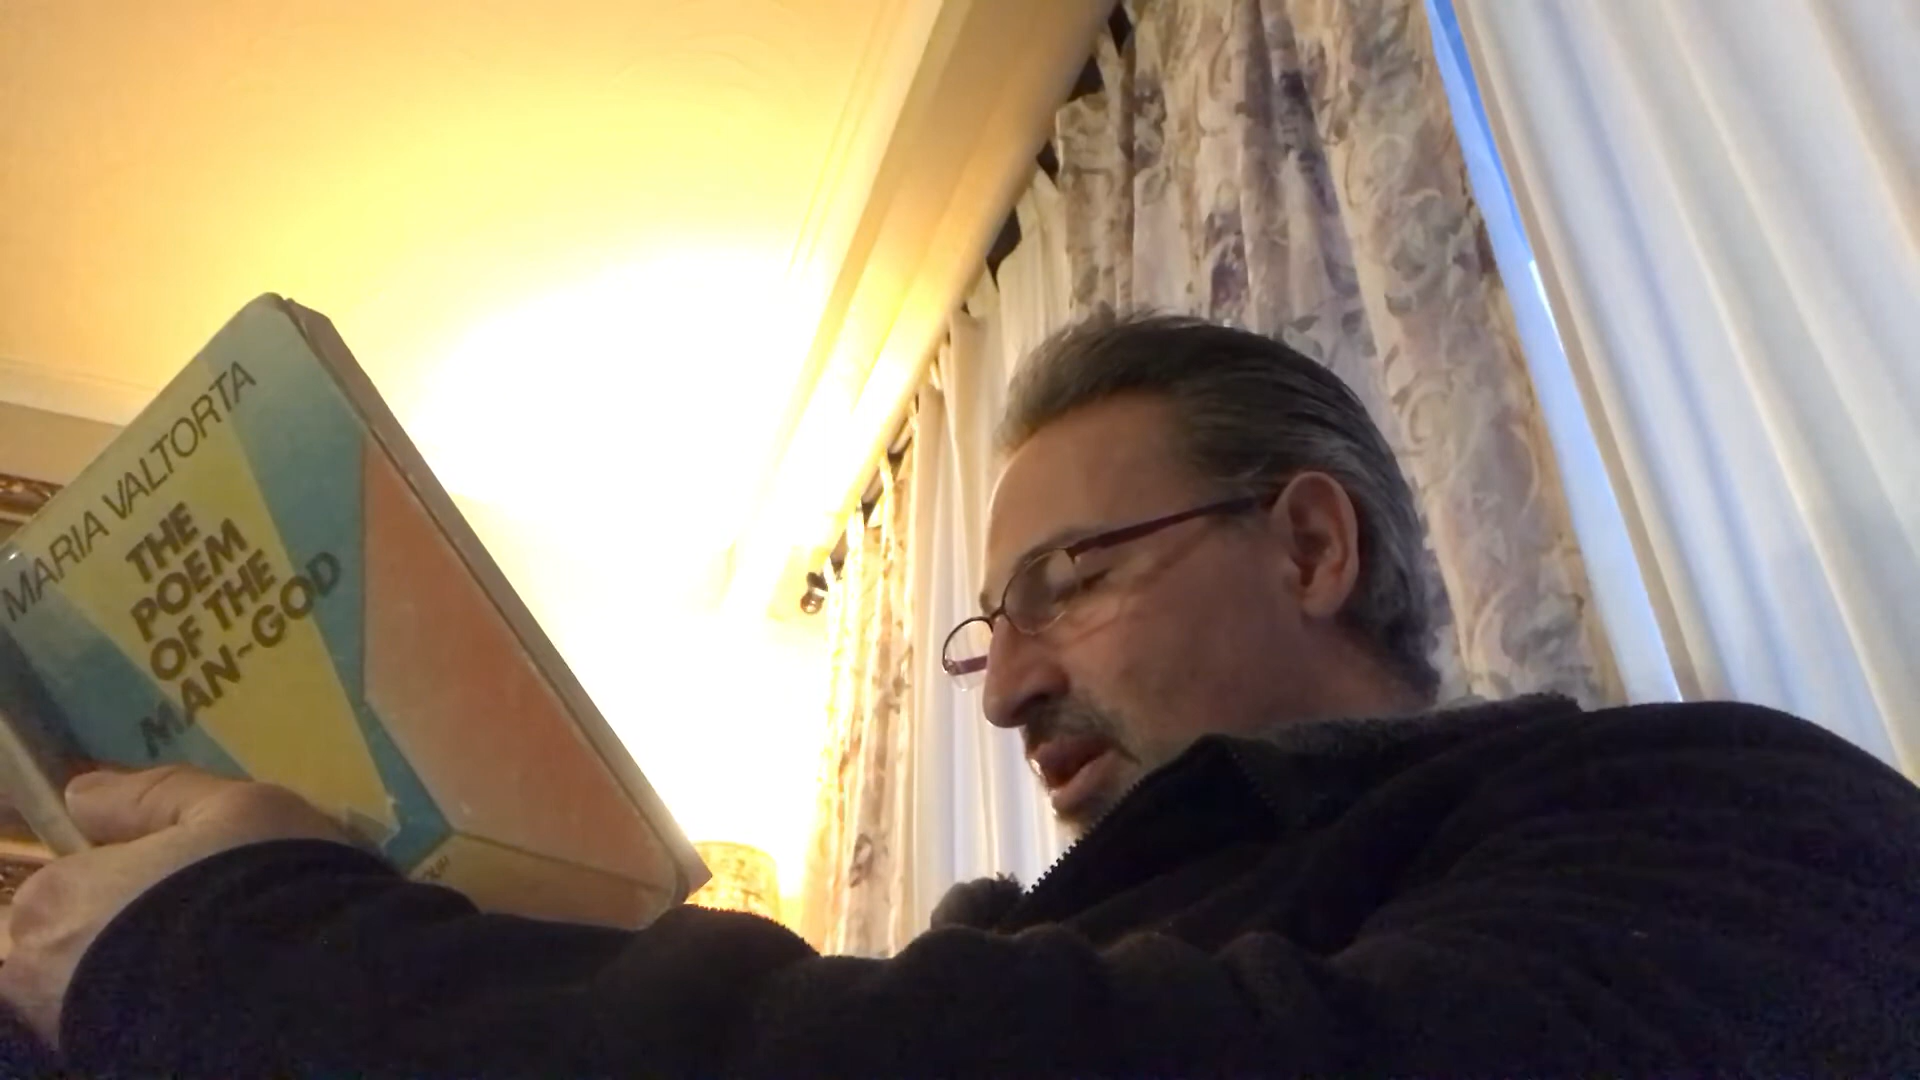 MARIA VALTORTA
THE
POEM
OF THE
MAN-GOD